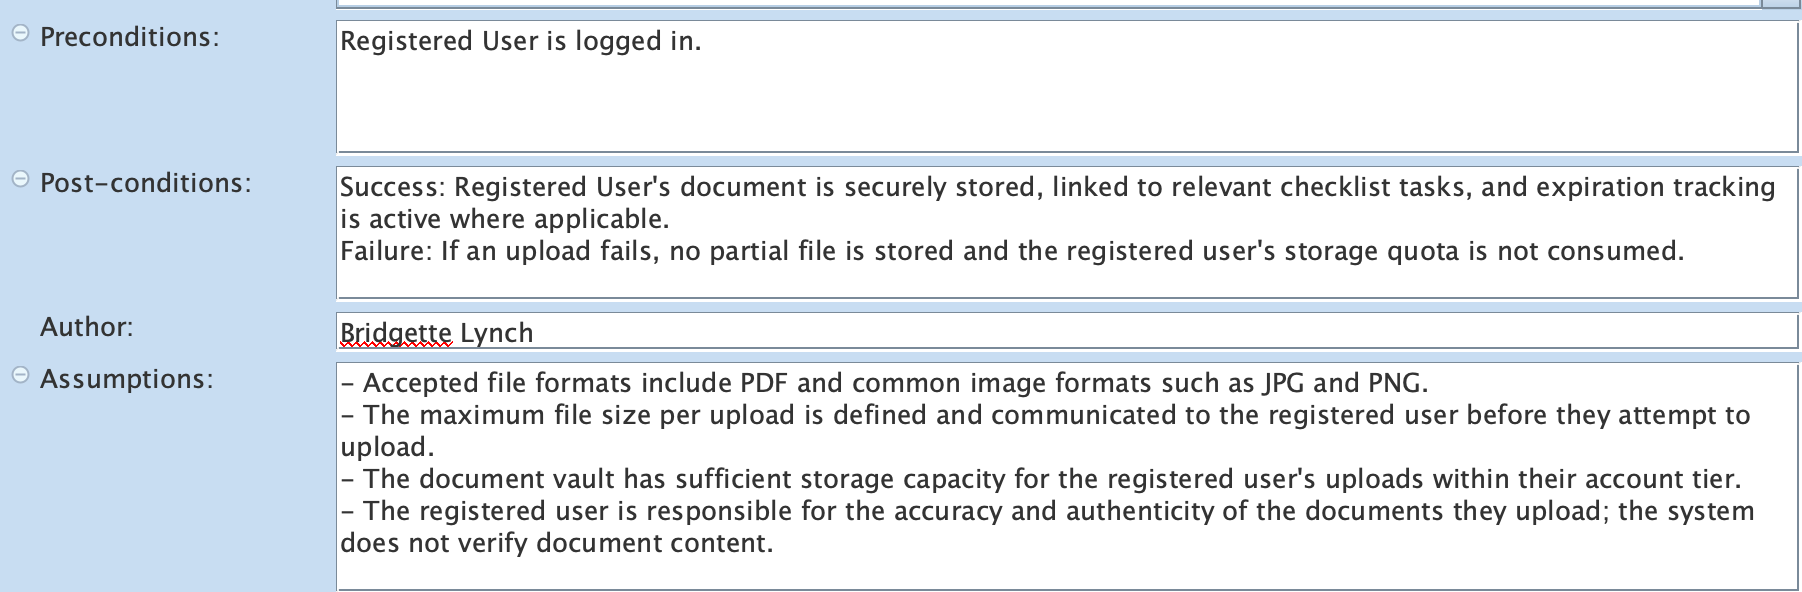 Preconditions:
Registered User is logged in.
Post-conditions:
Success: Registered User's document is securely stored, linked to relevant checklist tasks, and expiration tracking
is active where applicable.
Failure: If an upload fails, no partial file is stored and the registered user's storage quota is not consumed.
Author:
Bridgette Lynch
Assumptions:
– Accepted file formats include PDF and common image formats such as JPG and PNG.
– The maximum file size per upload is defined and communicated to the registered user before they attempt to
upload.
– The document vault has sufficient storage capacity for the registered user's uploads within their account tier.
– The registered user is responsible for the accuracy and authenticity of the documents they upload; the system
does not verify document content.